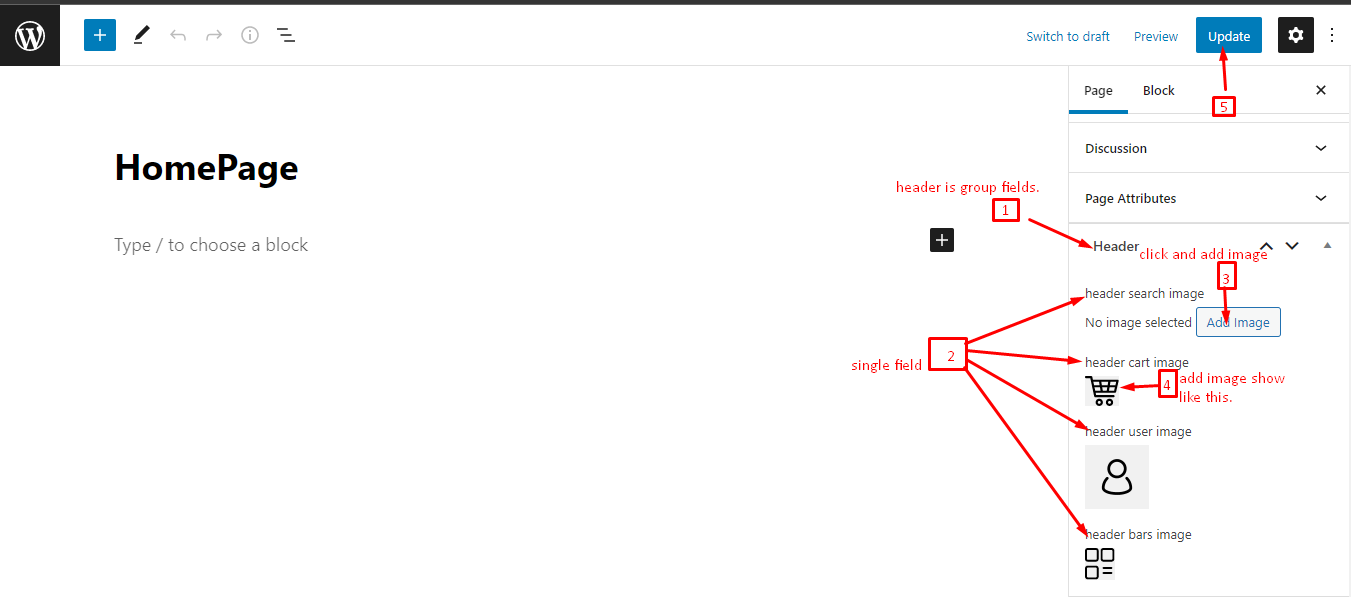 Switch to draft
Preview
Update
Page
Block
5
HomePage
Discussion
header is group fields.
1
Page Attributes
Type / to choose a block
Header
click and add image
3
header search image
No image selected
Add Image
single field
2
header cart image
4
add image show
like this.
header user image
header bars image